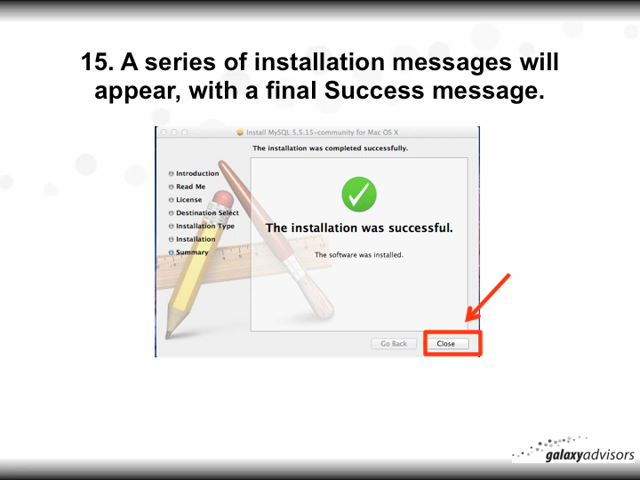 15. A series of installation messages will
appear, with a final Success message.
Install MySQL 5.5.15-community for Mac OS X
The installation was completed successfully.
Introduction
Read Me
License
Destination Select
Installation Type
Installation
Summary
The installation was successful.
The software was installed.
Go Back
Close
galaxyadvisors